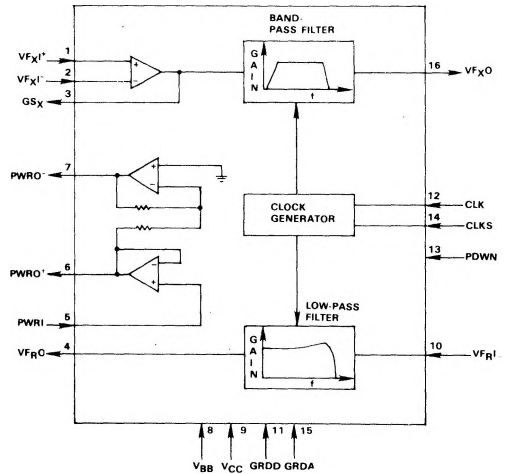 BAND-
PASS FILTER
VFXI+ 1
VFXI- 2
GSX 3
GAIN
f
16 VFXO
PWRO- 7
+
-
+
-
CLOCK
GENERATOR
12 CLK
14 CLKS
13 PDWN
PWRO+ 6
-
+
PWRI 5
LOW-PASS
FILTER
VFRO 4
GAIN
f
10 VFRI
8 9 11 15
VBB VCC GRDD GRDA